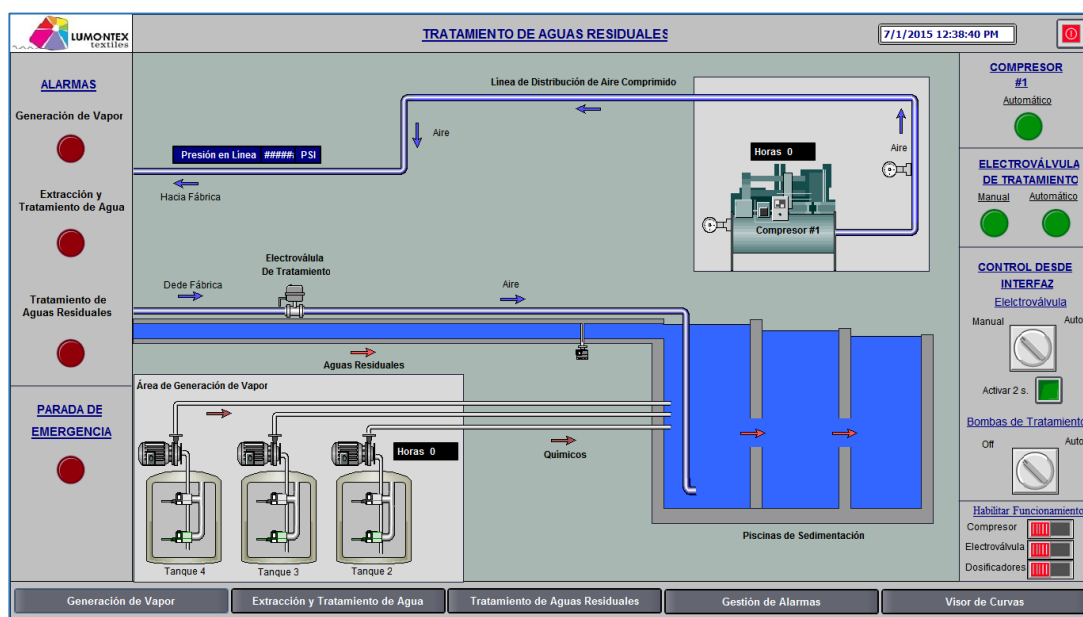 LUMONTEX
textiles
TRATAMIENTO DE AGUAS RESIDUALES
7/1/2015 12:38:40 PM
ALARMAS
Generación de Vapor
Extracción y
Tratamiento de Agua
Tratamiento de
Aguas Residuales
PARADA DE
EMERGENCIA
Línea de Distribución de Aire Comprimido
Aire
Presión en Línea #####: PSI
Hacia Fábrica
Horas 0
Aire
Compresor #1
Electroválvula
De Tratamiento
Dede Fábrica
Aire
Aguas Residuales
Área de Generación de Vapor
Horas 0
Quimicos
Tanque 4
Tanque 3
Tanque 2
Piscinas de Sedimentación
COMPRESOR
#1
Automático
ELECTROVÁLVULA
DE TRATAMIENTO
Manual Automático
CONTROL DESDE
INTERFAZ
Elelctroválvula
Manual Auto
Activar 2 s.
Bombas de Tratamiento
Off Auto
Habilitar Funcionamiento
Compresor
Electroválvula
Dosificadores
Generación de Vapor
Extracción y Tratamiento de Agua
Tratamiento de Aguas Residuales
Gestión de Alarmas
Visor de Curvas